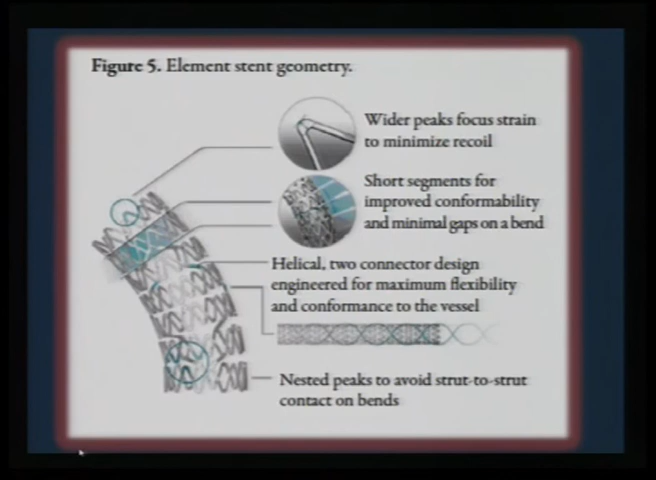 Figure 5. Element stent geometry.
Wider peaks focus strain
to minimize recoil
Short segments for
improved conformability
and minimal gaps on a bend
Helical, two connector design
engineered for maximum flexibility
and conformance to the vessel
Nested peaks to avoid strut-to-strut
contact on bends